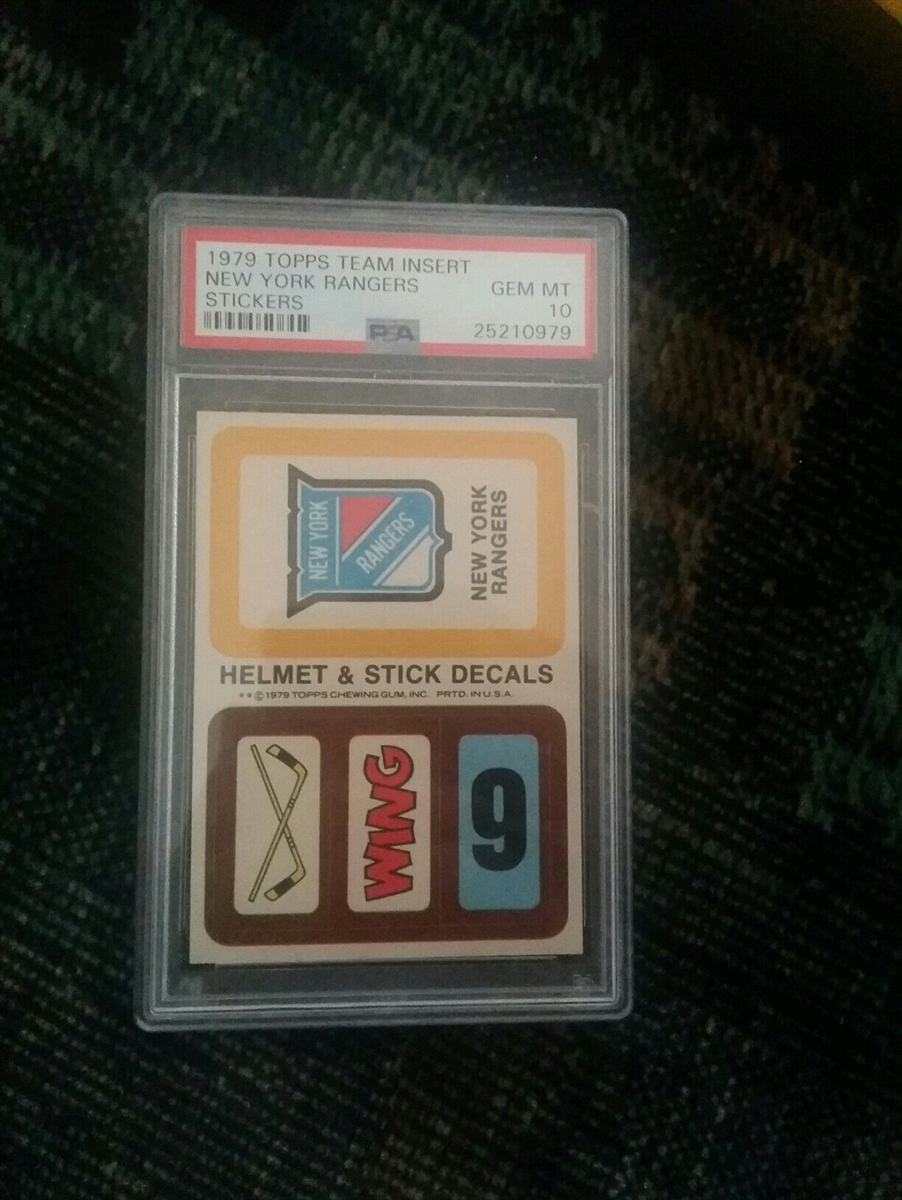 1979 TOPPS TEAM INSERT
NEW YORK RANGERS
STICKERS
GEM MT
10
25210979
PSA
NEW YORK
RANGERS
NEW YORK
RANGERS
HELMET & STICK DECALS
**©1979 TOPPS CHEWING GUM, INC. PRTD. IN U.S.A.
WING
9